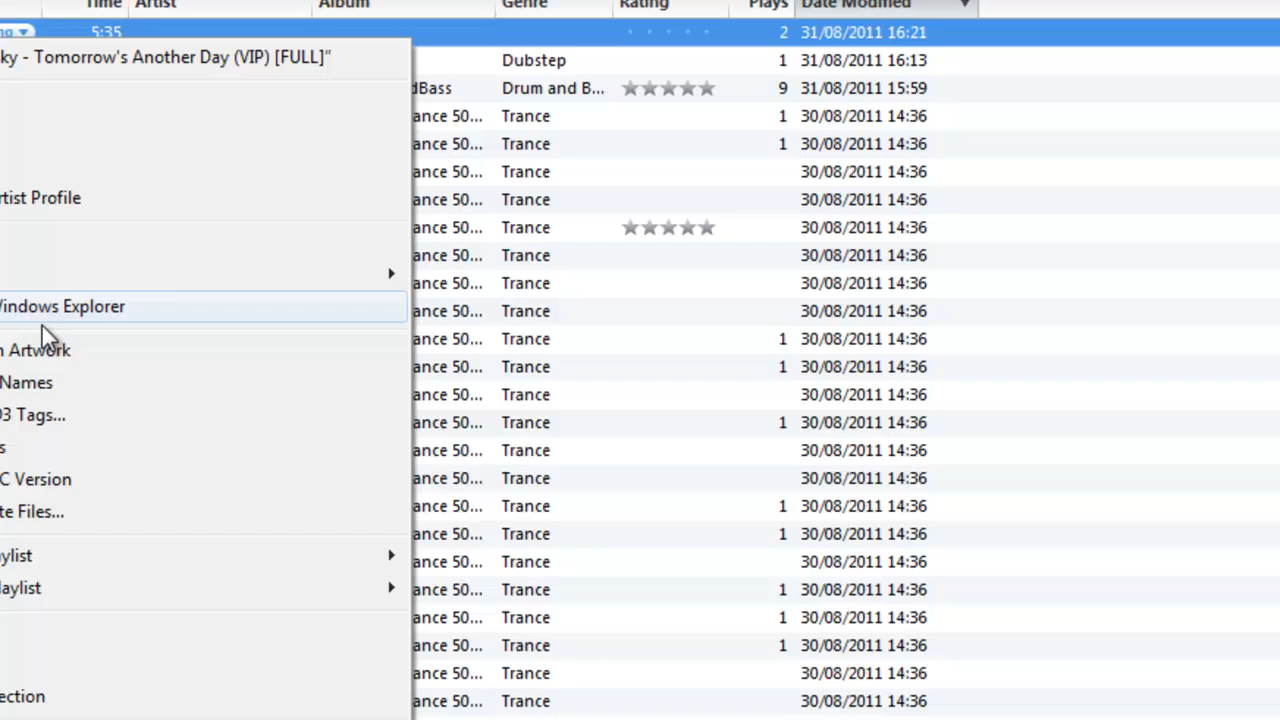 Time Artist Album Genre Rating Plays Date Modified
ng 5:35 2 31/08/2011 16:21
ky - Tomorrow's Another Day (VIP) [FULL]"
Dubstep 1 31/08/2011 16:13
dBass Drum and B... 9 31/08/2011 15:59
ance 50... Trance 1 30/08/2011 14:36
ance 50... Trance 1 30/08/2011 14:36
ance 50... Trance 30/08/2011 14:36
rtist Profile
ance 50... Trance 30/08/2011 14:36
ance 50... Trance 30/08/2011 14:36
ance 50... Trance 30/08/2011 14:36
ance 50... Trance 30/08/2011 14:36
Windows Explorer
ance 50... Trance 30/08/2011 14:36
ance 50... Trance 1 30/08/2011 14:36
n Artwork
ance 50... Trance 1 30/08/2011 14:36
Names
ance 50... Trance 30/08/2011 14:36
D3 Tags...
ance 50... Trance 1 30/08/2011 14:36
s
ance 50... Trance 30/08/2011 14:36
C Version
ance 50... Trance 30/08/2011 14:36
te Files...
ance 50... Trance 1 30/08/2011 14:36
ance 50... Trance 1 30/08/2011 14:36
aylist
ance 50... Trance 30/08/2011 14:36
laylist
ance 50... Trance 1 30/08/2011 14:36
ance 50... Trance 1 30/08/2011 14:36
ance 50... Trance 1 30/08/2011 14:36
ance 50... Trance 30/08/2011 14:36
ection
ance 50... Trance 30/08/2011 14:36